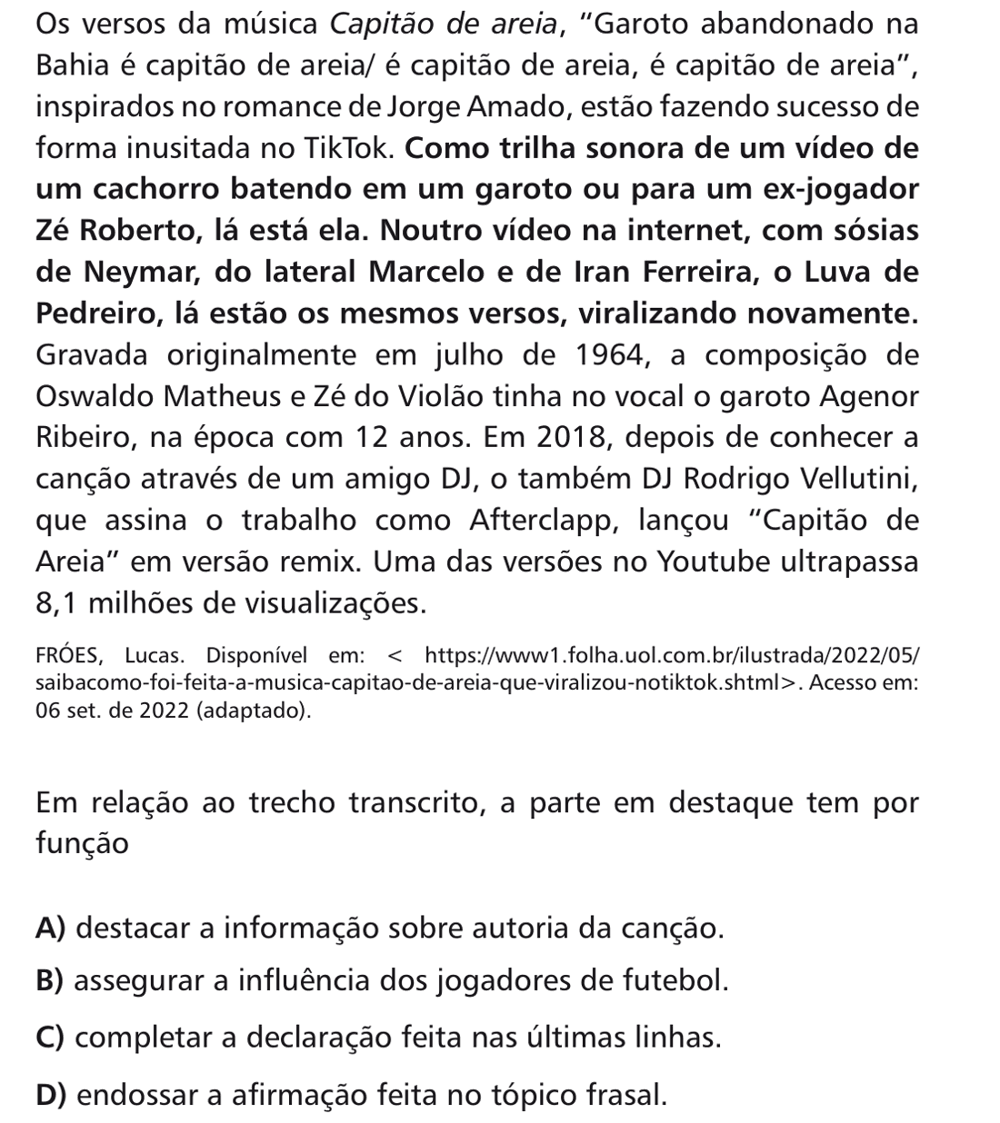 Os versos da música Capitão de areia, “Garoto abandonado na
Bahia é capitão de areia/ é capitão de areia, é capitão de areia”,
inspirados no romance de Jorge Amado, estão fazendo sucesso de
forma inusitada no TikTok. Como trilha sonora de um vídeo de
um cachorro batendo em um garoto ou para um ex-jogador
Zé Roberto, lá está ela. Noutro vídeo na internet, com sósias
de Neymar, do lateral Marcelo e de Iran Ferreira, o Luva de
Pedreiro, lá estão os mesmos versos, viralizando novamente.
Gravada originalmente em julho de 1964, a composição de
Oswaldo Matheus e Zé do Violão tinha no vocal o garoto Agenor
Ribeiro, na época com 12 anos. Em 2018, depois de conhecer a
canção através de um amigo DJ, o também DJ Rodrigo Vellutini,
que assina o trabalho como Afterclapp, lançou “Capitão de
Areia” em versão remix. Uma das versões no Youtube ultrapassa
8,1 milhões de visualizações.
FRÓES, Lucas. Disponível em: < https://www1.folha.uol.com.br/ilustrada/2022/05/
saibacomo-foi-feita-a-musica-capitao-de-areia-que-viralizou-notiktok.shtml>. Acesso em:
06 set. de 2022 (adaptado).
Em relação ao trecho transcrito, a parte em destaque tem por
função
A) destacar a informação sobre autoria da canção.
B) assegurar a influência dos jogadores de futebol.
C) completar a declaração feita nas últimas linhas.
D) endossar a afirmação feita no tópico frasal.